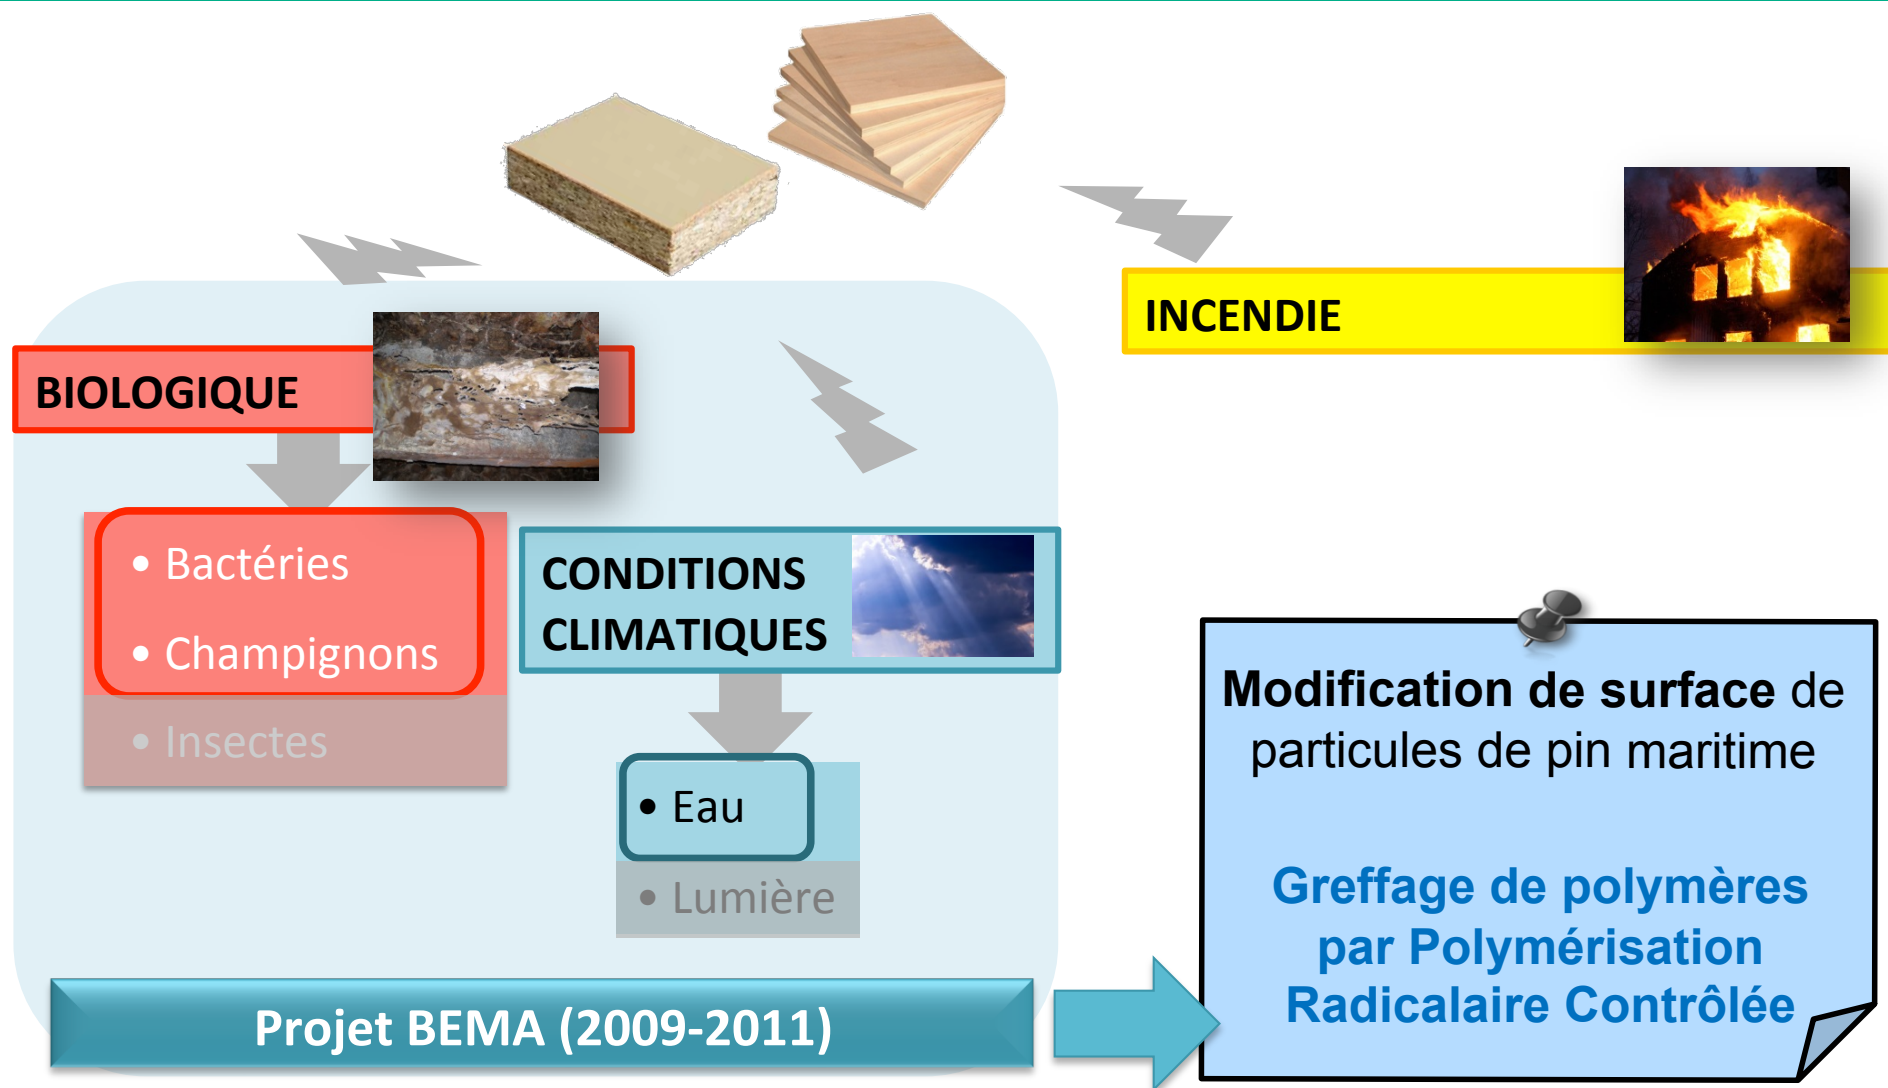 INCENDIE
BIOLOGIQUE
• Bactéries
• Champignons
• Insectes
CONDITIONS
CLIMATIQUES
• Eau
• Lumière
Projet BEMA (2009-2011)
Modification de surface de
particules de pin maritime
Greffage de polymères
par Polymérisation
Radicalaire Contrôlée